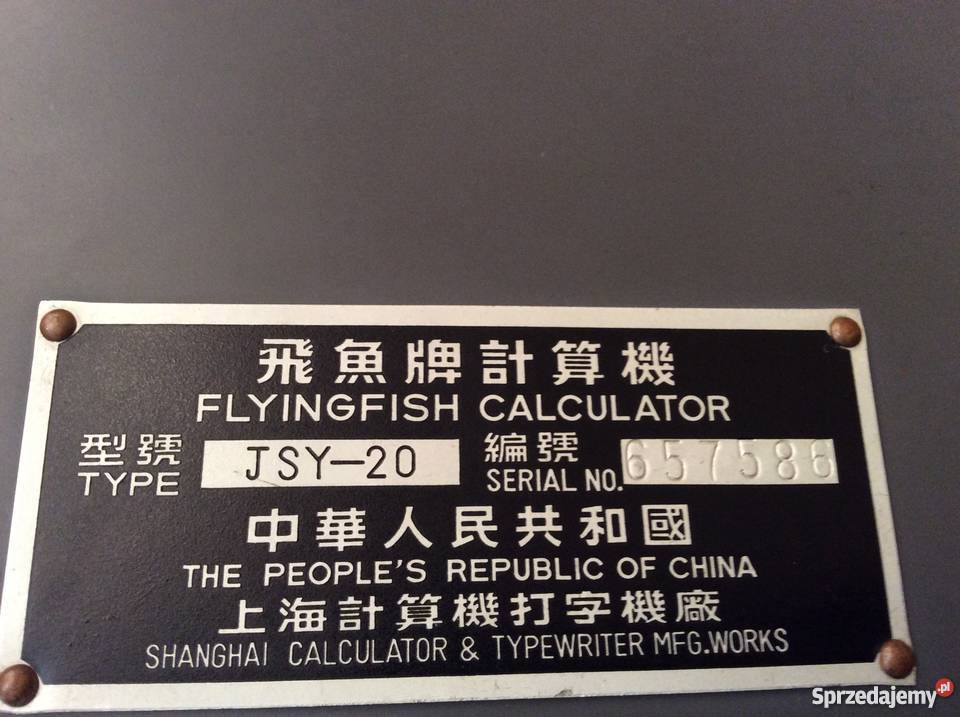 飛魚牌計算機
FLYINGFISH CALCULATOR
型號 JSY-20 編號 657586
TYPE SERIAL NO.
中華人民共和國
THE PEOPLE'S REPUBLIC OF CHINA
上海計算機打字機廠
SHANGHAI CALCULATOR & TYPEWRITER MFG.WORKS
Sprzedajemy.pl